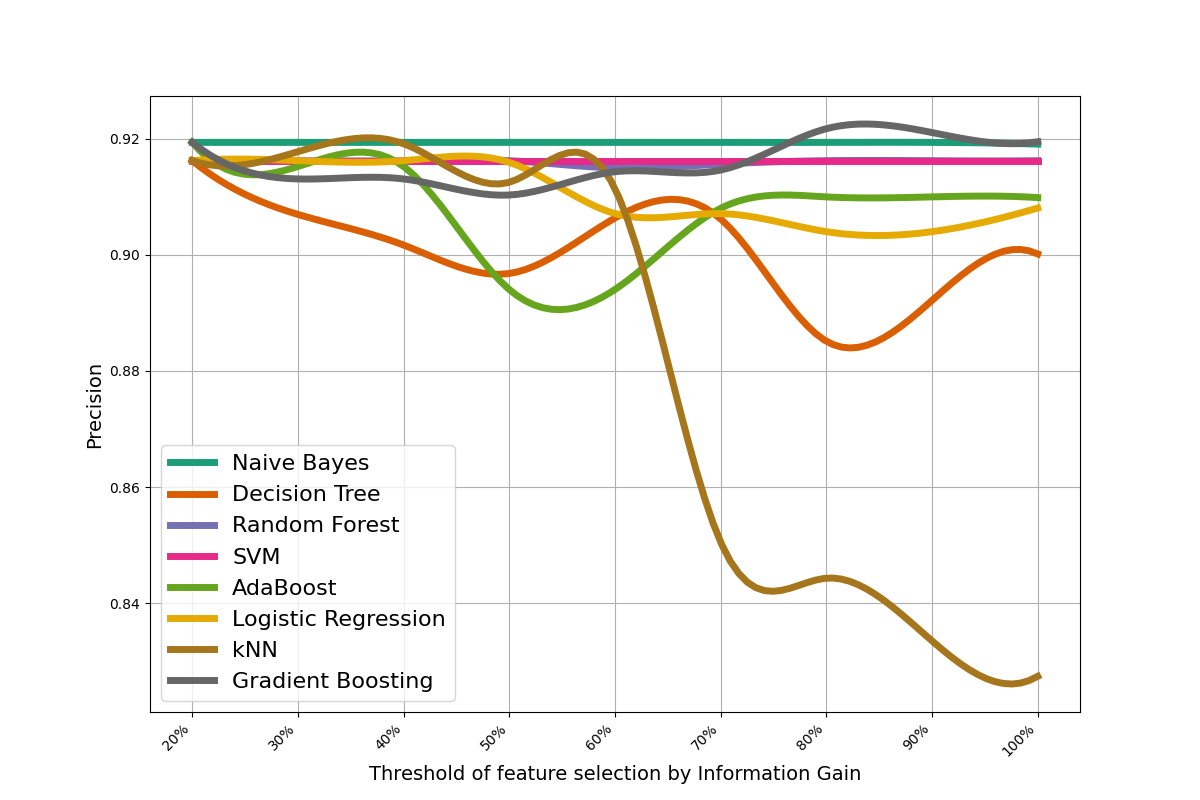 0.92
0.90
0.88
0.86
0.84
Precision
Naive Bayes
Decision Tree
Random Forest
SVM
AdaBoost
Logistic Regression
kNN
Gradient Boosting
20% 30% 40% 50% 60% 70% 80% 90% 100%
Threshold of feature selection by Information Gain